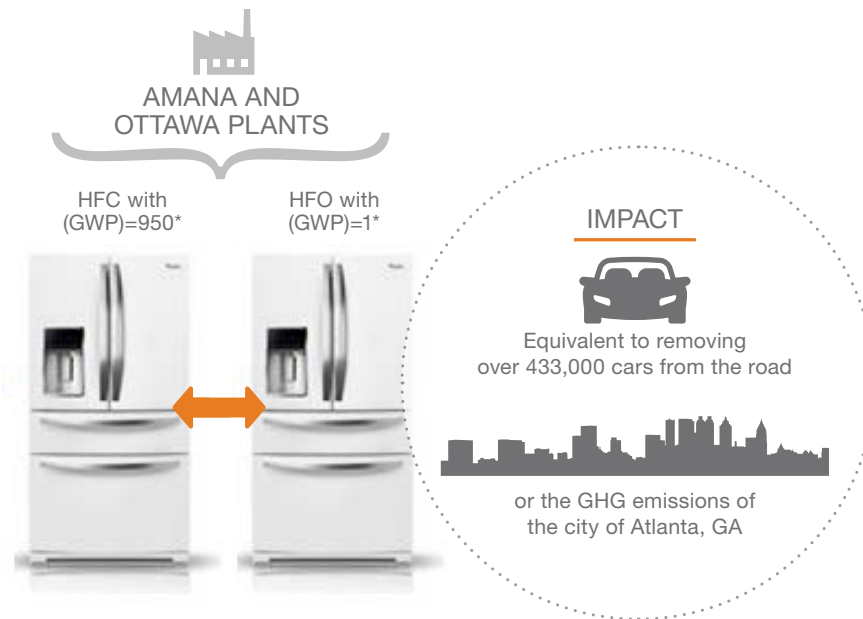 AMANA AND
OTTAWA PLANTS
HFC with
(GWP)=950*
HFO with
(GWP)=1*
IMPACT
Equivalent to removing
over 433,000 cars from the road
or the GHG emissions of
the city of Atlanta, GA